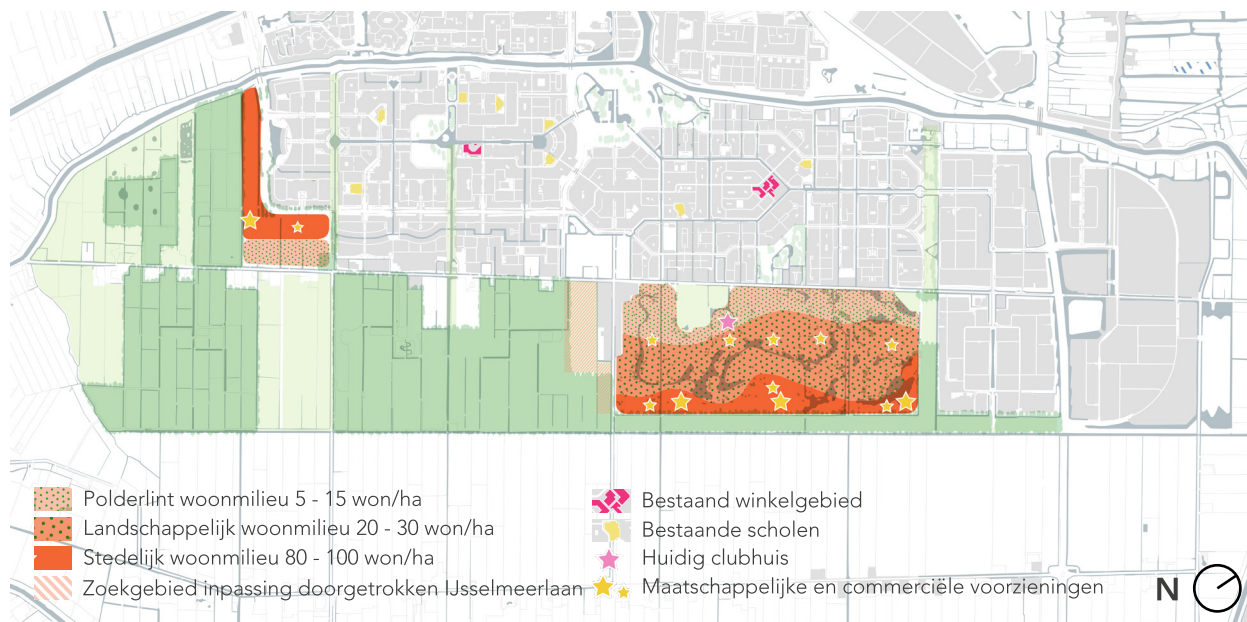 Polderlint woonmilieu 5 - 15 won/ha
Landschappelijk woonmilieu 20 - 30 won/ha
Stedelijk woonmilieu 80 - 100 won/ha
Zoekgebied inpassing doorgetrokken IJsselmeerlaan
Bestaand winkelgebied
Bestaande scholen
Huidig clubhuis
Maatschappelijke en commerciële voorzieningen
N